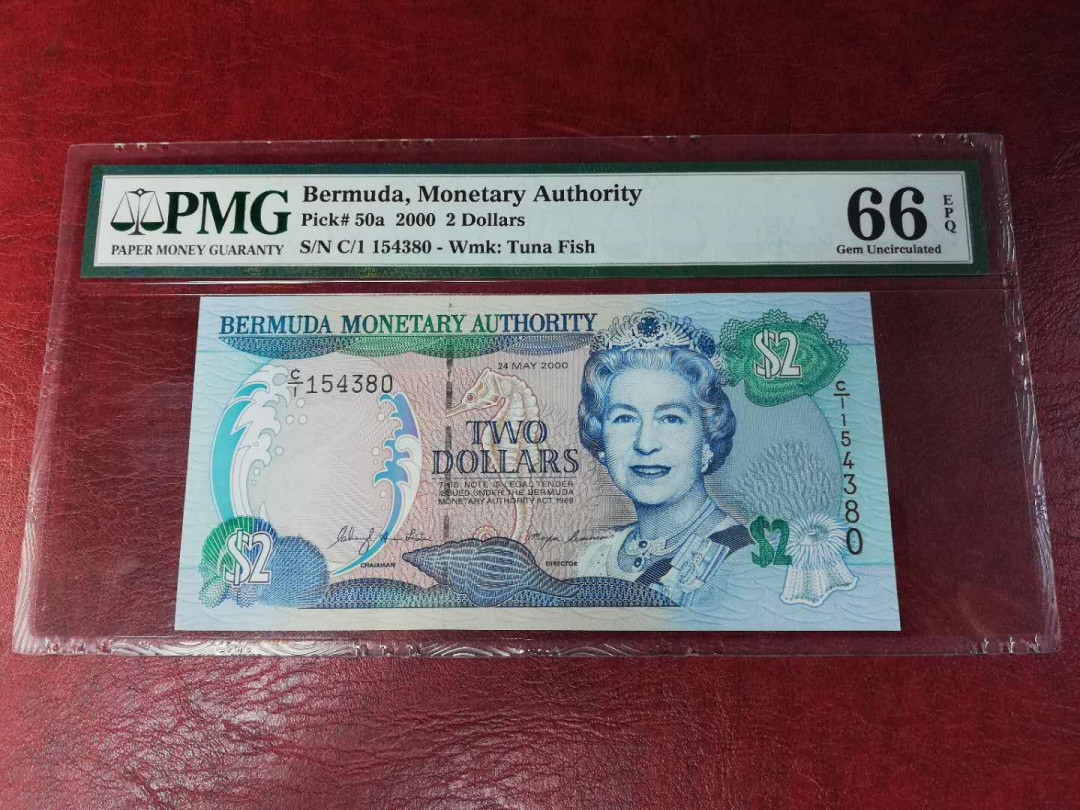 PMG
PAPER MONEY GUARANTY
Bermuda, Monetary Authority
Pick# 50a 2000 2 Dollars
S/N C/1 154380 - Wmk: Tuna Fish
66
EPQ
Gem Uncirculated
BERMUDA MONETARY AUTHORITY
$2
24 MAY 2000
C/1 154380
C/1 154380
TWO
DOLLARS
THIS NOTE IS LEGAL TENDER
ISSUED UNDER THE BERMUDA
MONETARY AUTHORITY ACT 1969
$2
$2
CHAIRMAN
DIRECTOR